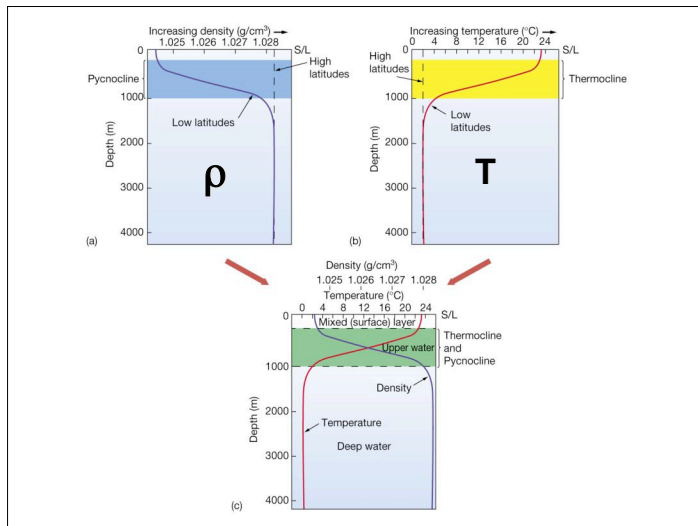 Increasing density (g/cm³)
1.025 1.027
1.026 1.028
0
S/L
High
latitudes
Pycnocline
1000
Low latitudes
Depth (m)
2000
ρ
3000
4000
(a)
Increasing temperature (°C)
4 8 12 16 20 24
0
S/L
High
latitudes
Thermocline
1000
Low
latitudes
Depth (m)
2000
T
3000
4000
(b)
Density (g/cm³)
1.025 1.027
1.026 1.028
Temperature (°C)
0 4 8 12 16 20 24
0
Mixed (surface) layer
S/L
Upper water
Thermocline
and
Pycnocline
1000
Density
Depth (m)
2000
Temperature
Deep water
3000
4000
(c)